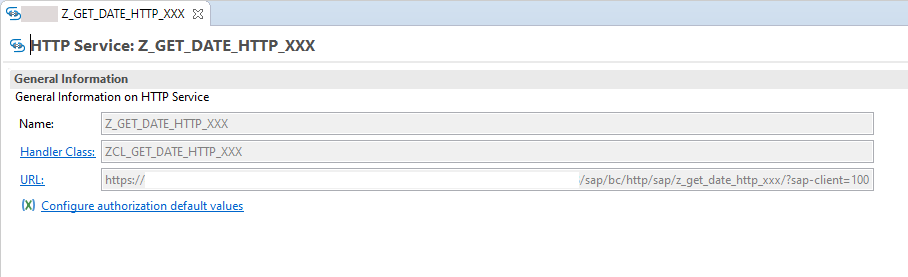 Z_GET_DATE_HTTP_XXX
HTTP Service: Z_GET_DATE_HTTP_XXX
General Information
General Information on HTTP Service
Name: Z_GET_DATE_HTTP_XXX
Handler Class: ZCL_GET_DATE_HTTP_XXX
URL: https:// /sap/bc/http/sap/z_get_date_http_xxx/?sap-client=100
(X) Configure authorization default values